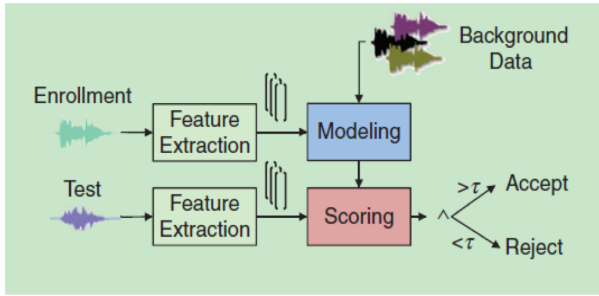 Background
Data
Enrollment
Feature
Extraction
Modeling
Test
Feature
Extraction
Scoring
^
>τ
Accept
<τ
Reject